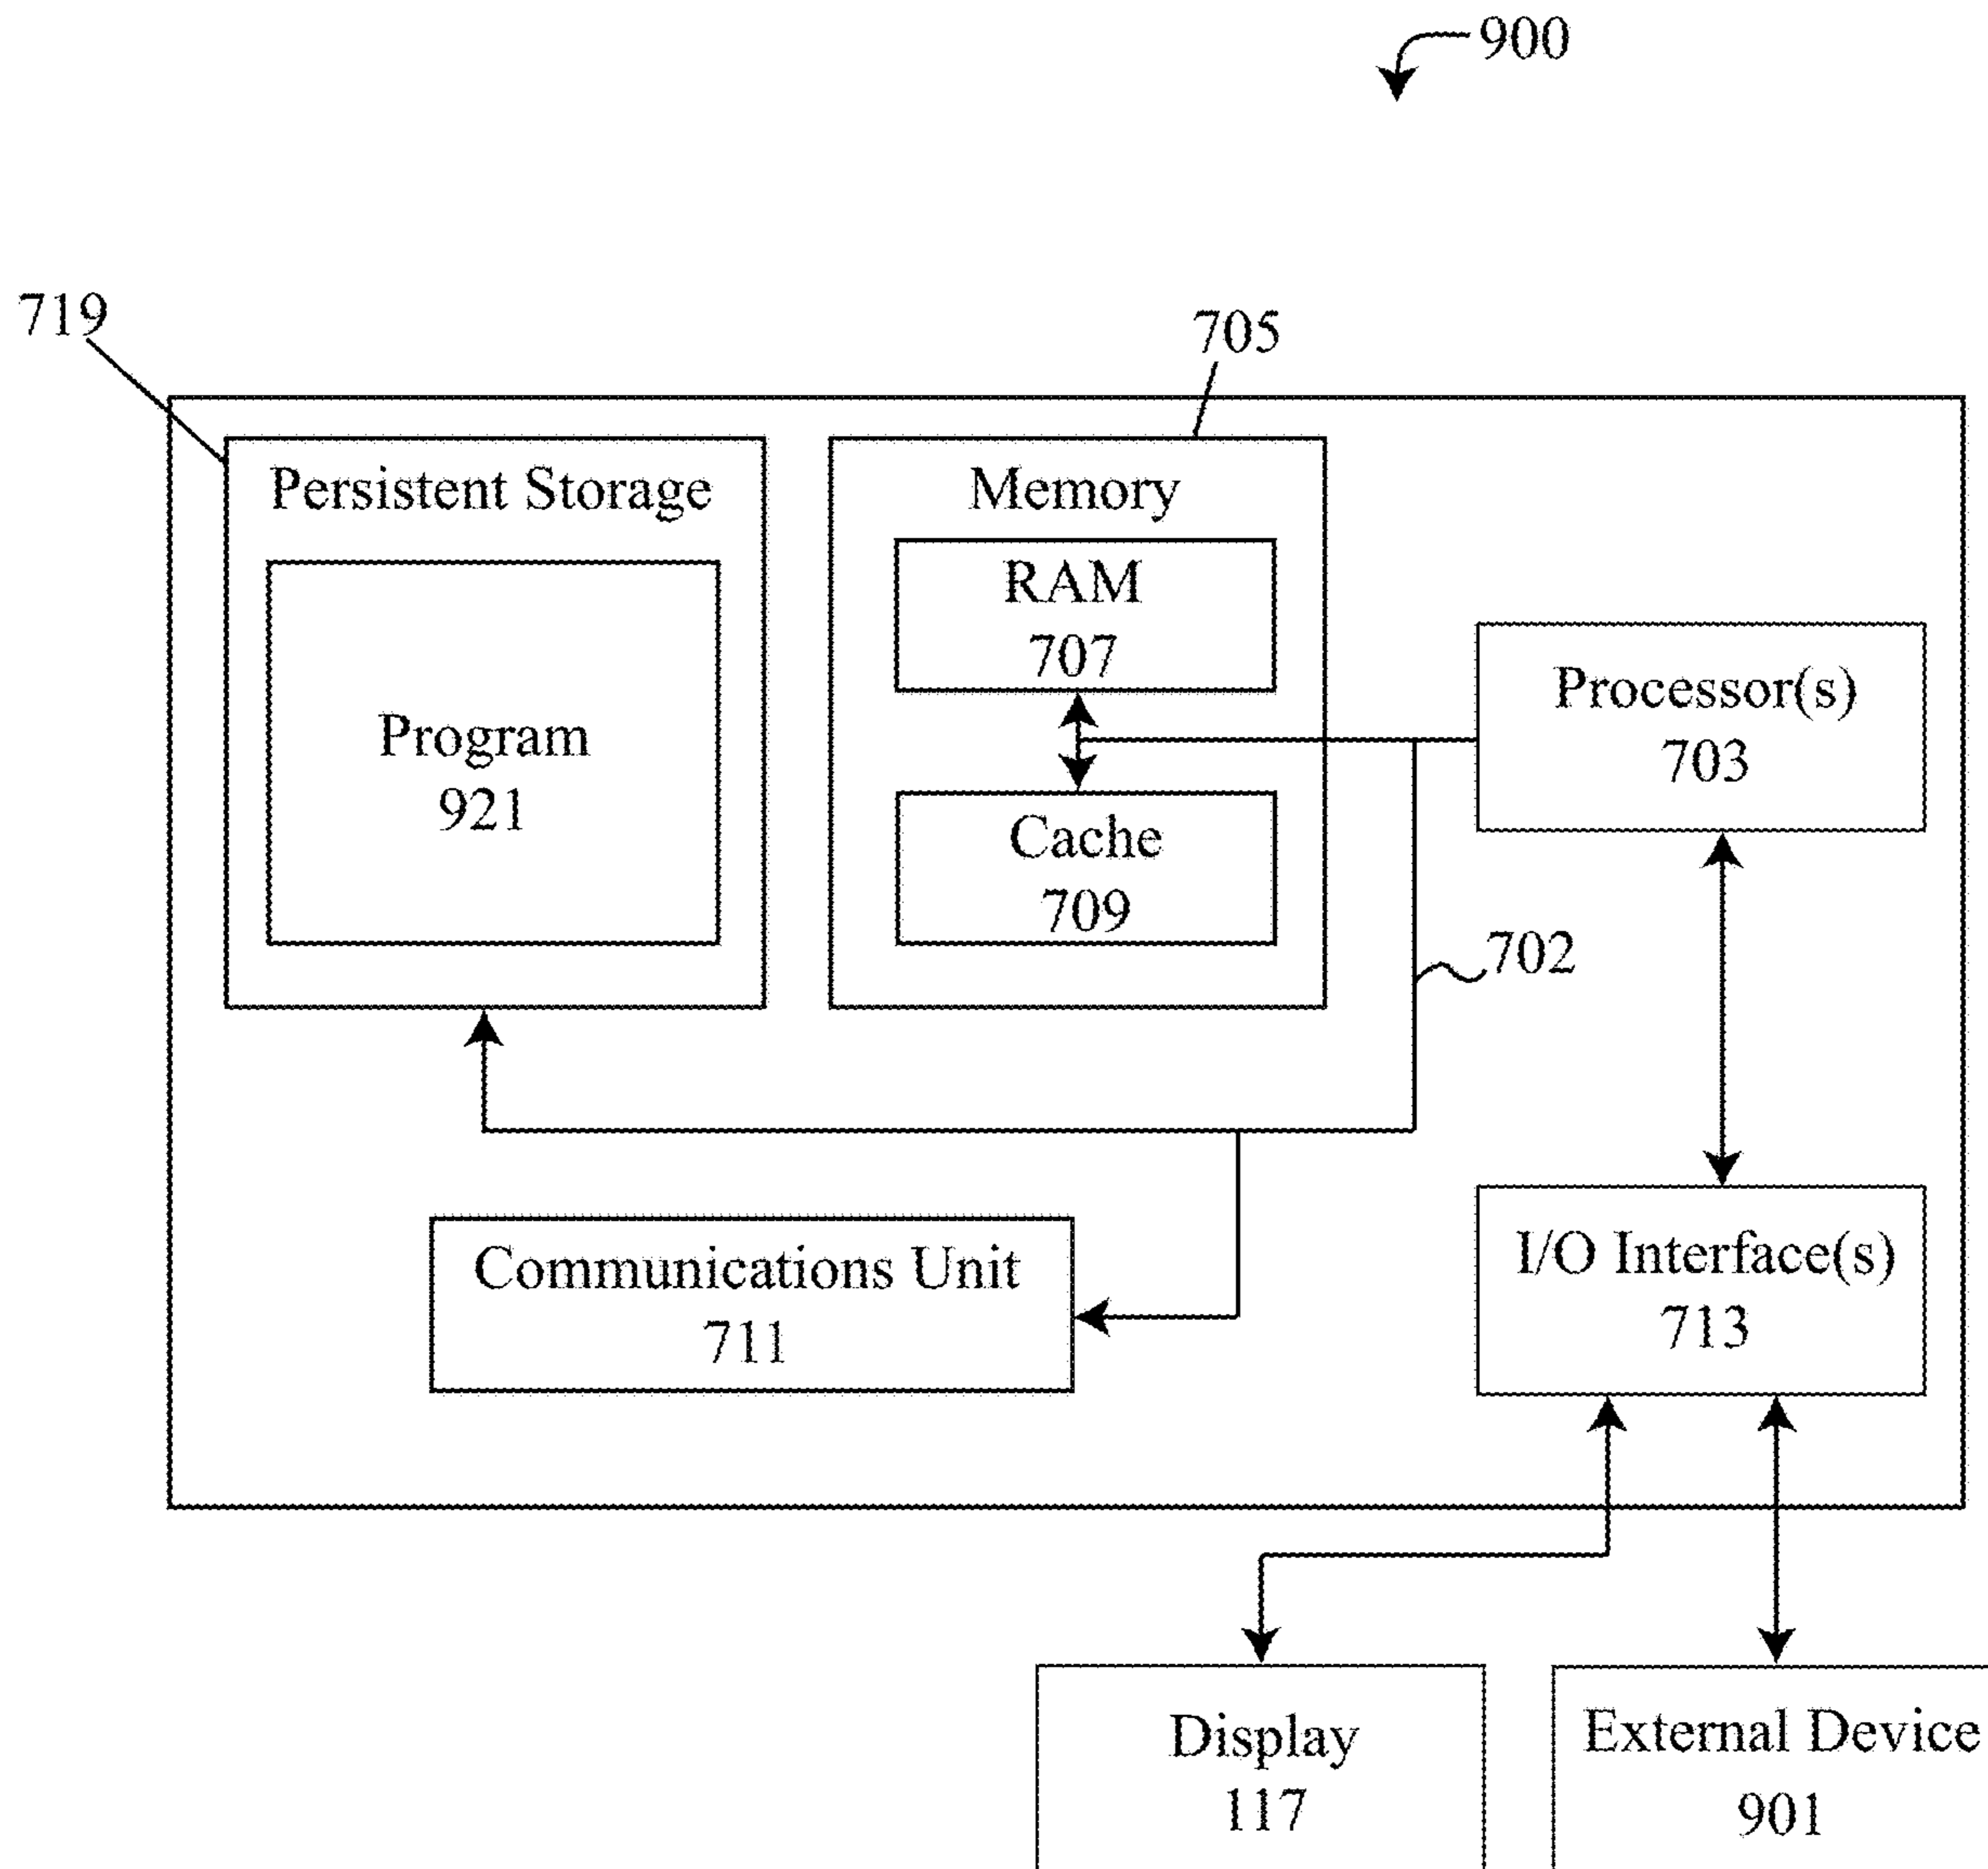 900
719
705
Persistent Storage
Program
921
Memory
RAM
707
Cache
709
Processor(s)
703
702
Communications Unit
711
I/O Interface(s)
713
Display
117
External Device
901